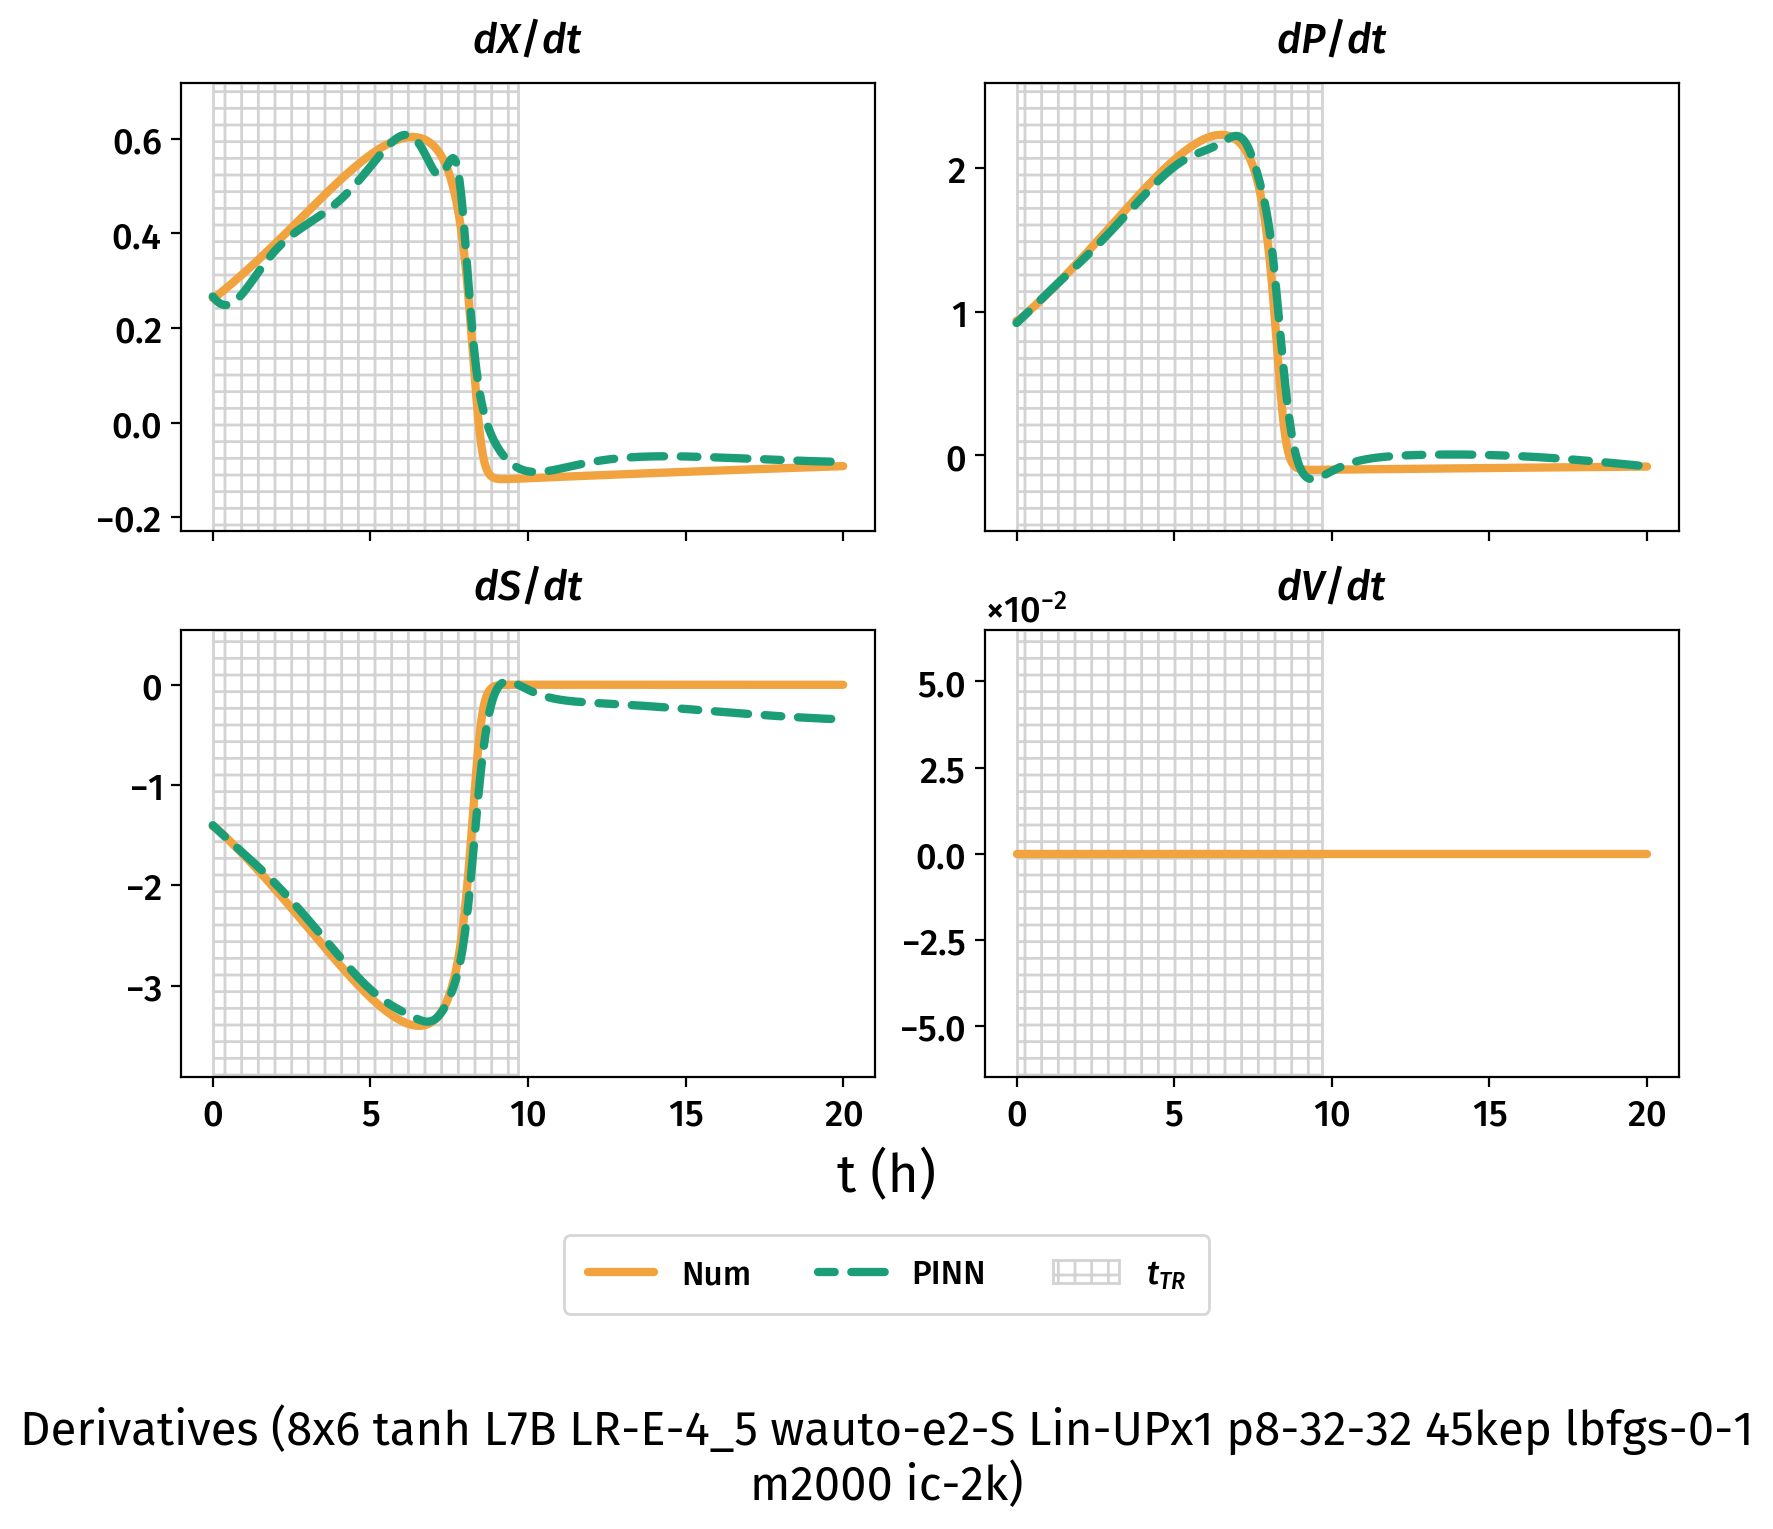 dX/dt
dP/dt
0.6
0.4
0.2
0.0
−0.2
2
1
0
dS/dt
dV/dt
×10⁻²
0
−1
−2
−3
5.0
2.5
0.0
−2.5
−5.0
0 5 10 15 20
0 5 10 15 20
t (h)
Num PINN t_TR
Derivatives (8x6 tanh L7B LR-E-4_5 wauto-e2-S Lin-UPx1 p8-32-32 45kep lbfgs-0-1
m2000 ic-2k)